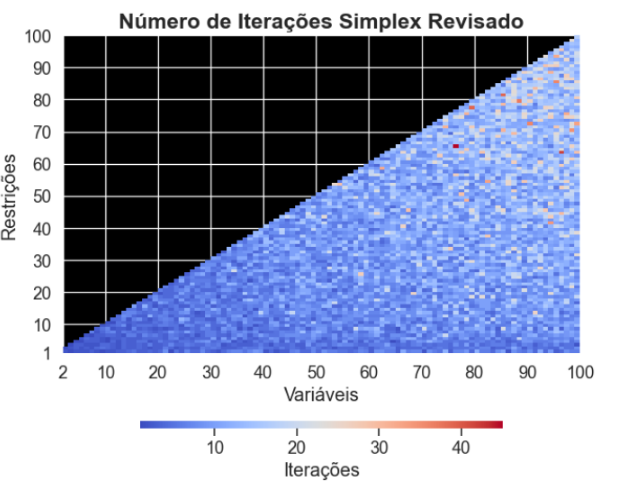 Número de Iterações Simplex Revisado
100
90
80
70
60
50
40
30
20
10
1
Restrições
2 10 20 30 40 50 60 70 80 90 100
Variáveis
10 20 30 40
Iterações